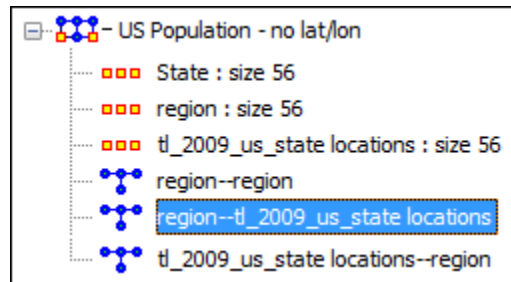 US Population - no lat/lon
State : size 56
region : size 56
tl_2009_us_state locations : size 56
region--region
region--tl_2009_us_state locations
tl_2009_us_state locations--region